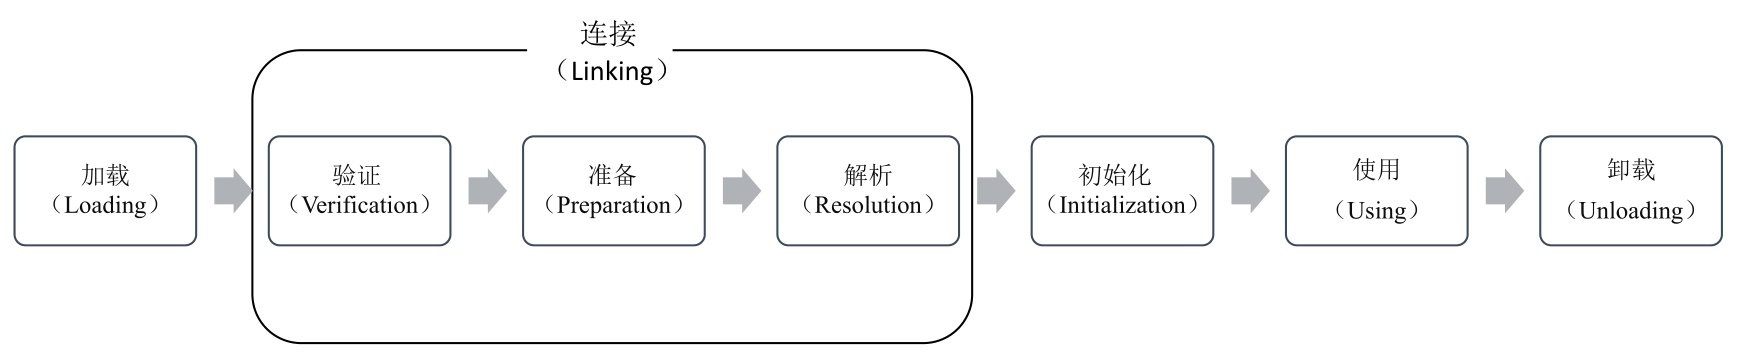 连接
（Linking）
加载
（Loading）
验证
（Verification）
准备
（Preparation）
解析
（Resolution）
初始化
（Initialization）
使用
（Using）
卸载
（Unloading）